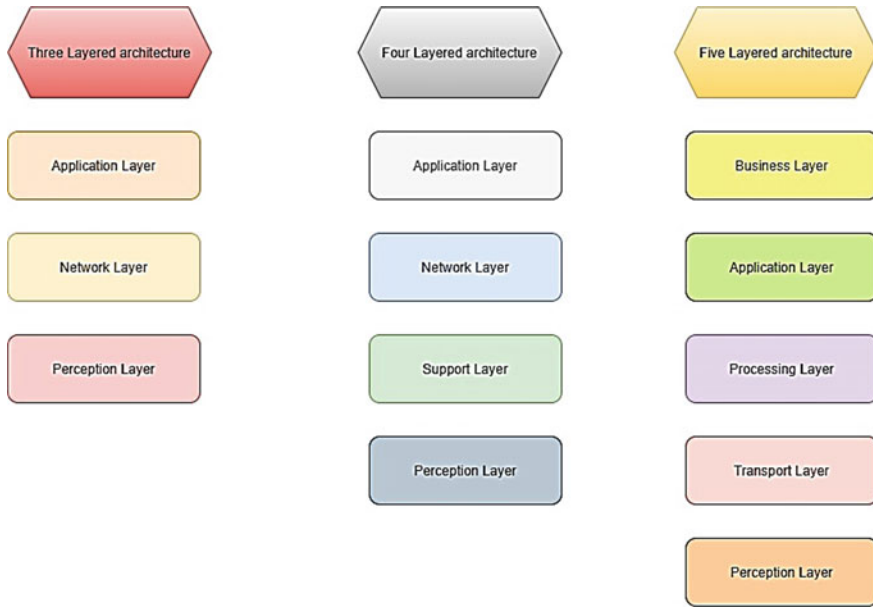 Three Layered architecture
Four Layered architecture
Five Layered architecture
Application Layer
Application Layer
Business Layer
Network Layer
Network Layer
Application Layer
Perception Layer
Support Layer
Processing Layer
Perception Layer
Transport Layer
Perception Layer